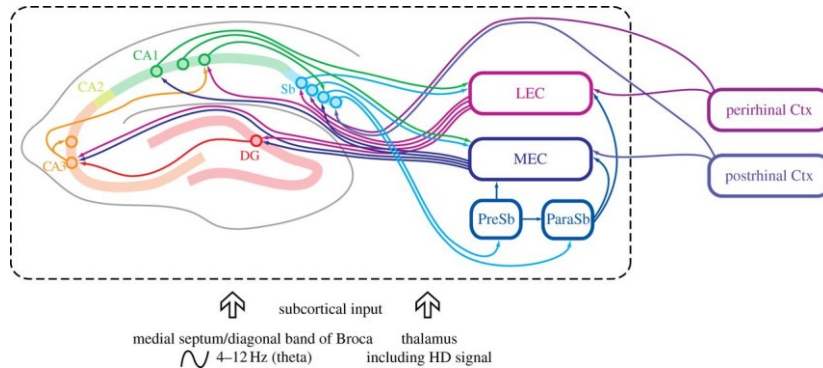 CA1
CA2
Sb
LEC
perirhinal Ctx
DG
MEC
CA3
postrhinal Ctx
PreSb
ParaSb
subcortical input
medial septum/diagonal band of Broca
thalamus
4–12 Hz (theta)
including HD signal